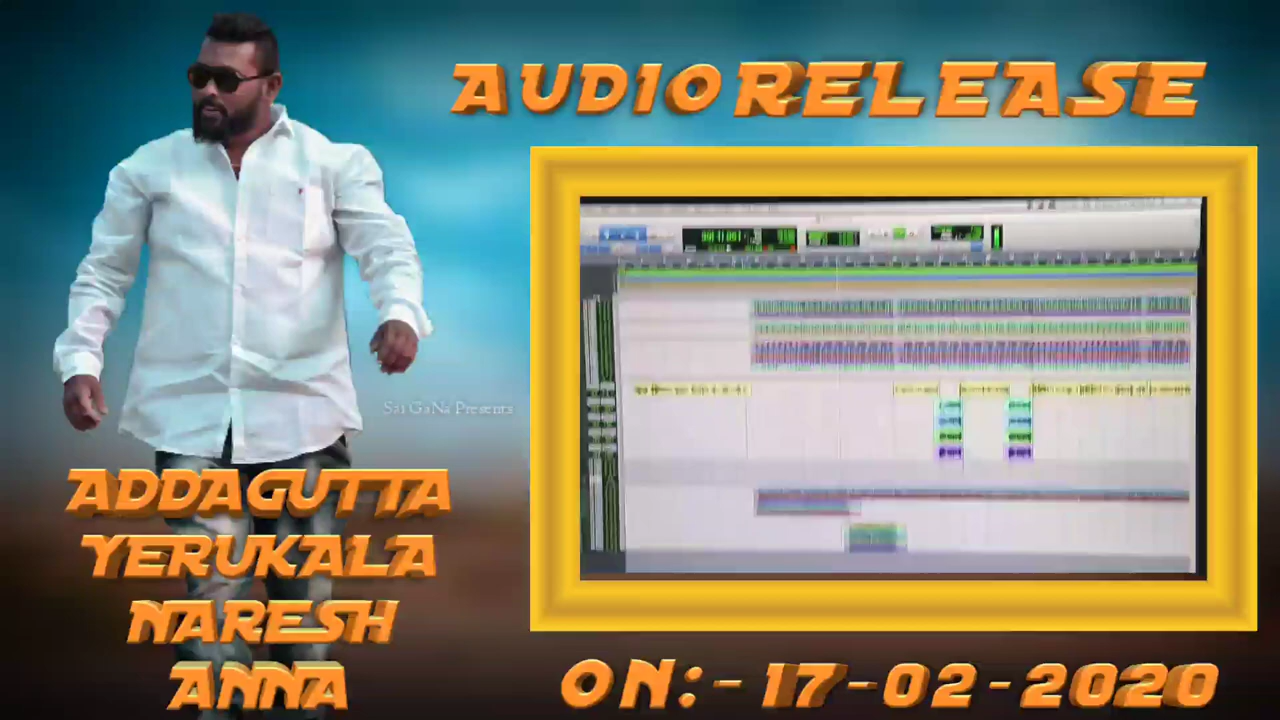 AUDIO RELEASE
Sai GaNa Presents
ADDAGUTTA
YERUKALA
NARESH
ANNA
ON:- 17-02-2020